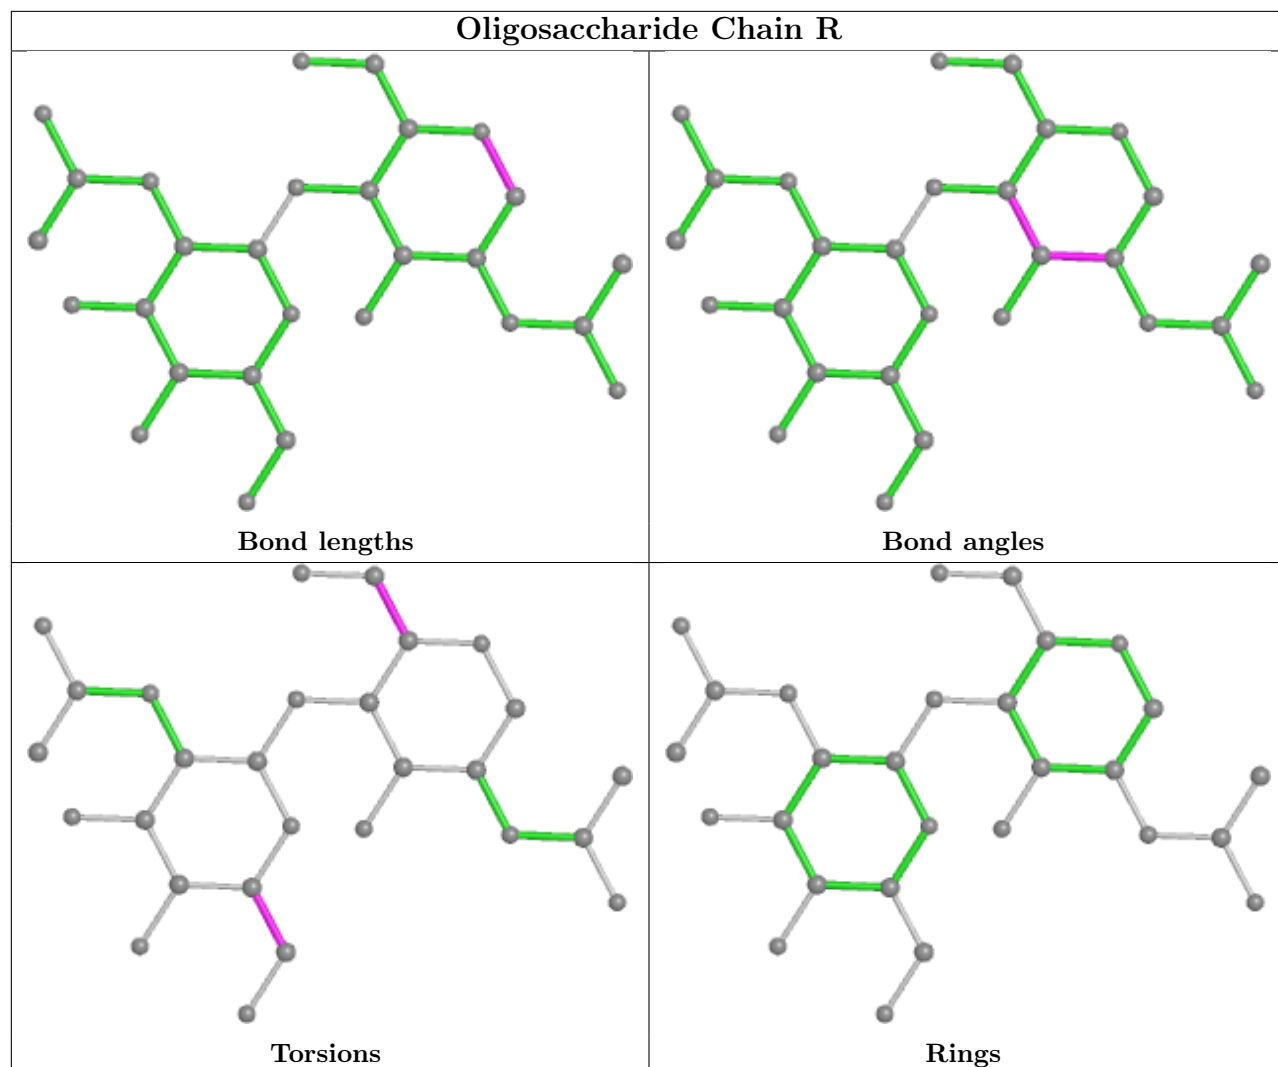 Oligosaccharide Chain R
Bond lengths
Bond angles
Torsions
Rings